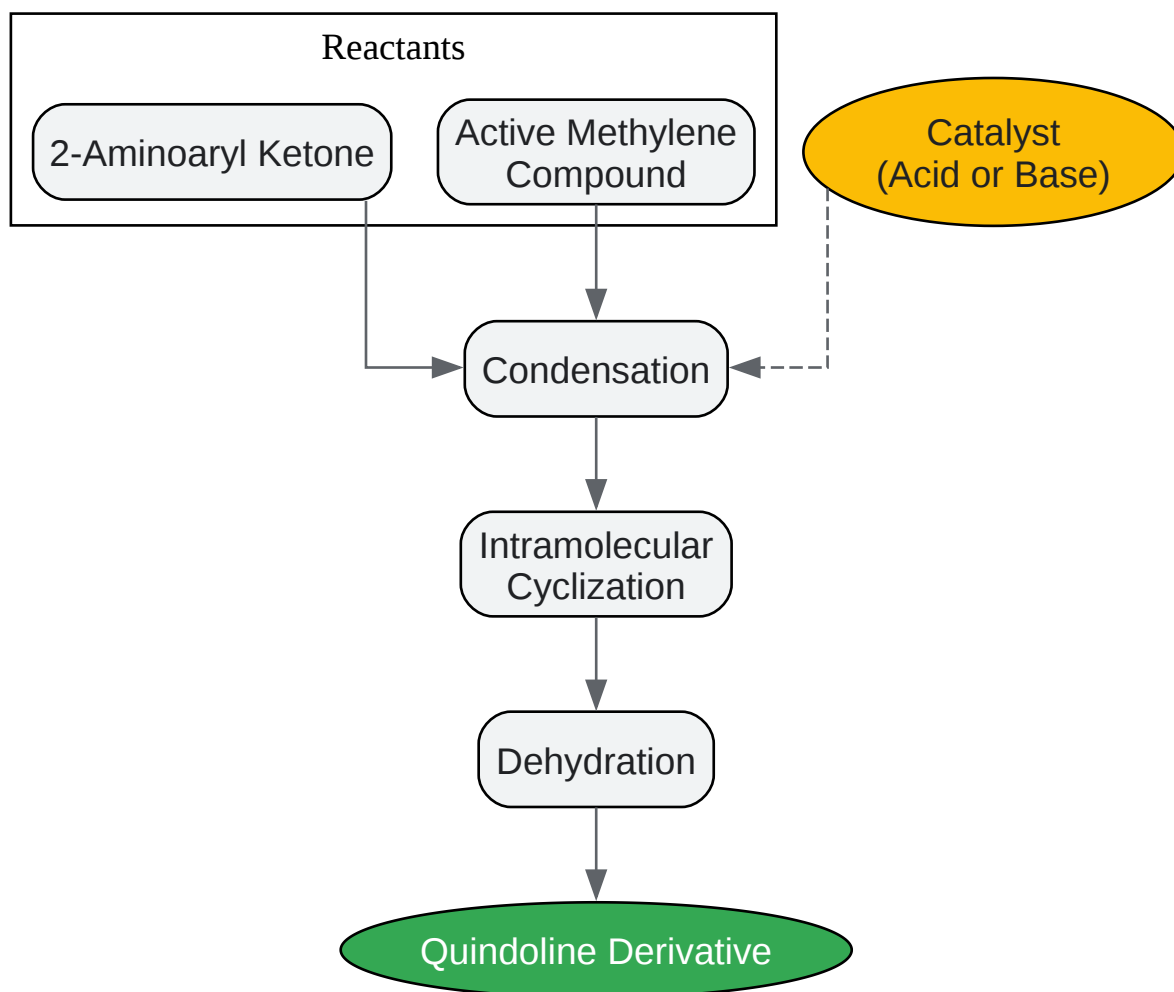 Reactants
2-Aminoaryl Ketone
Active Methylene
Compound
Catalyst
(Acid or Base)
Condensation
Intramolecular
Cyclization
Dehydration
Quindoline Derivative